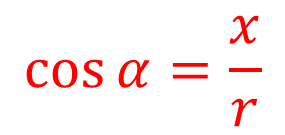 cos α = x/r